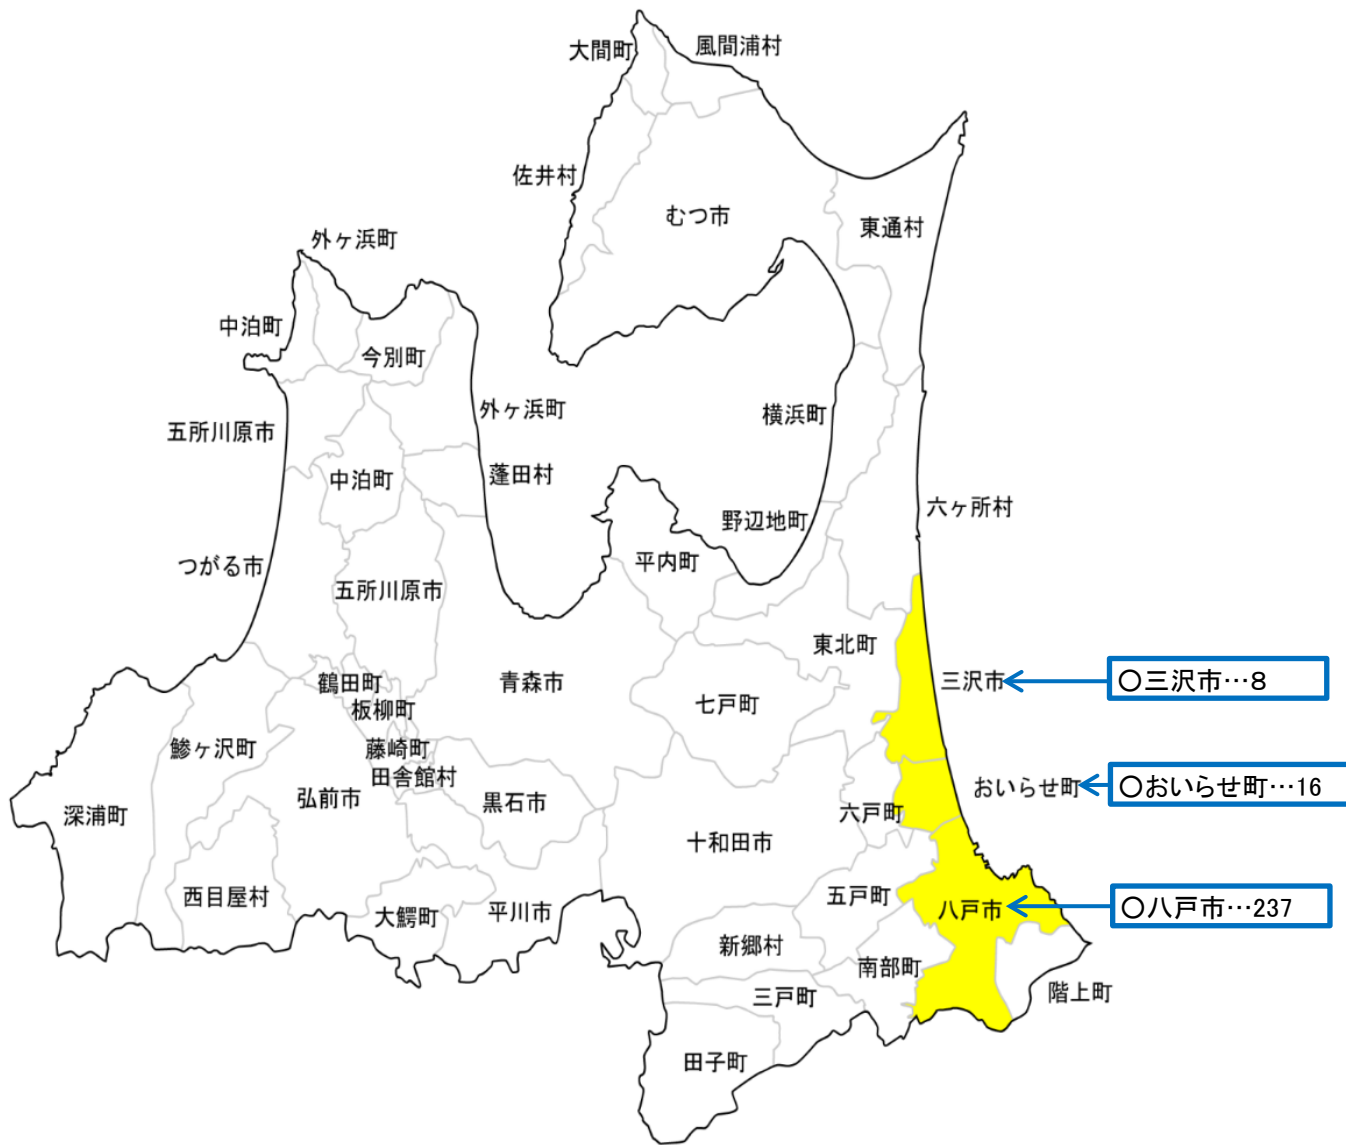 大間町
風間浦村
佐井村
むつ市
東通村
外ヶ浜町
中泊町
今別町
外ヶ浜町
横浜町
五所川原市
中泊町
蓬田村
六ヶ所村
野辺地町
平内町
つがる市
五所川原市
東北町
三沢市
〇三沢市…8
鶴田町
青森市
七戸町
板柳町
鰺ヶ沢町
藤崎町
田舎館村
おいらせ町
〇おいらせ町…16
弘前市
黒石市
六戸町
深浦町
十和田市
西目屋村
五戸町
大鰐町
平川市
八戸市
〇八戸市…237
新郷村
南部町
三戸町
階上町
田子町